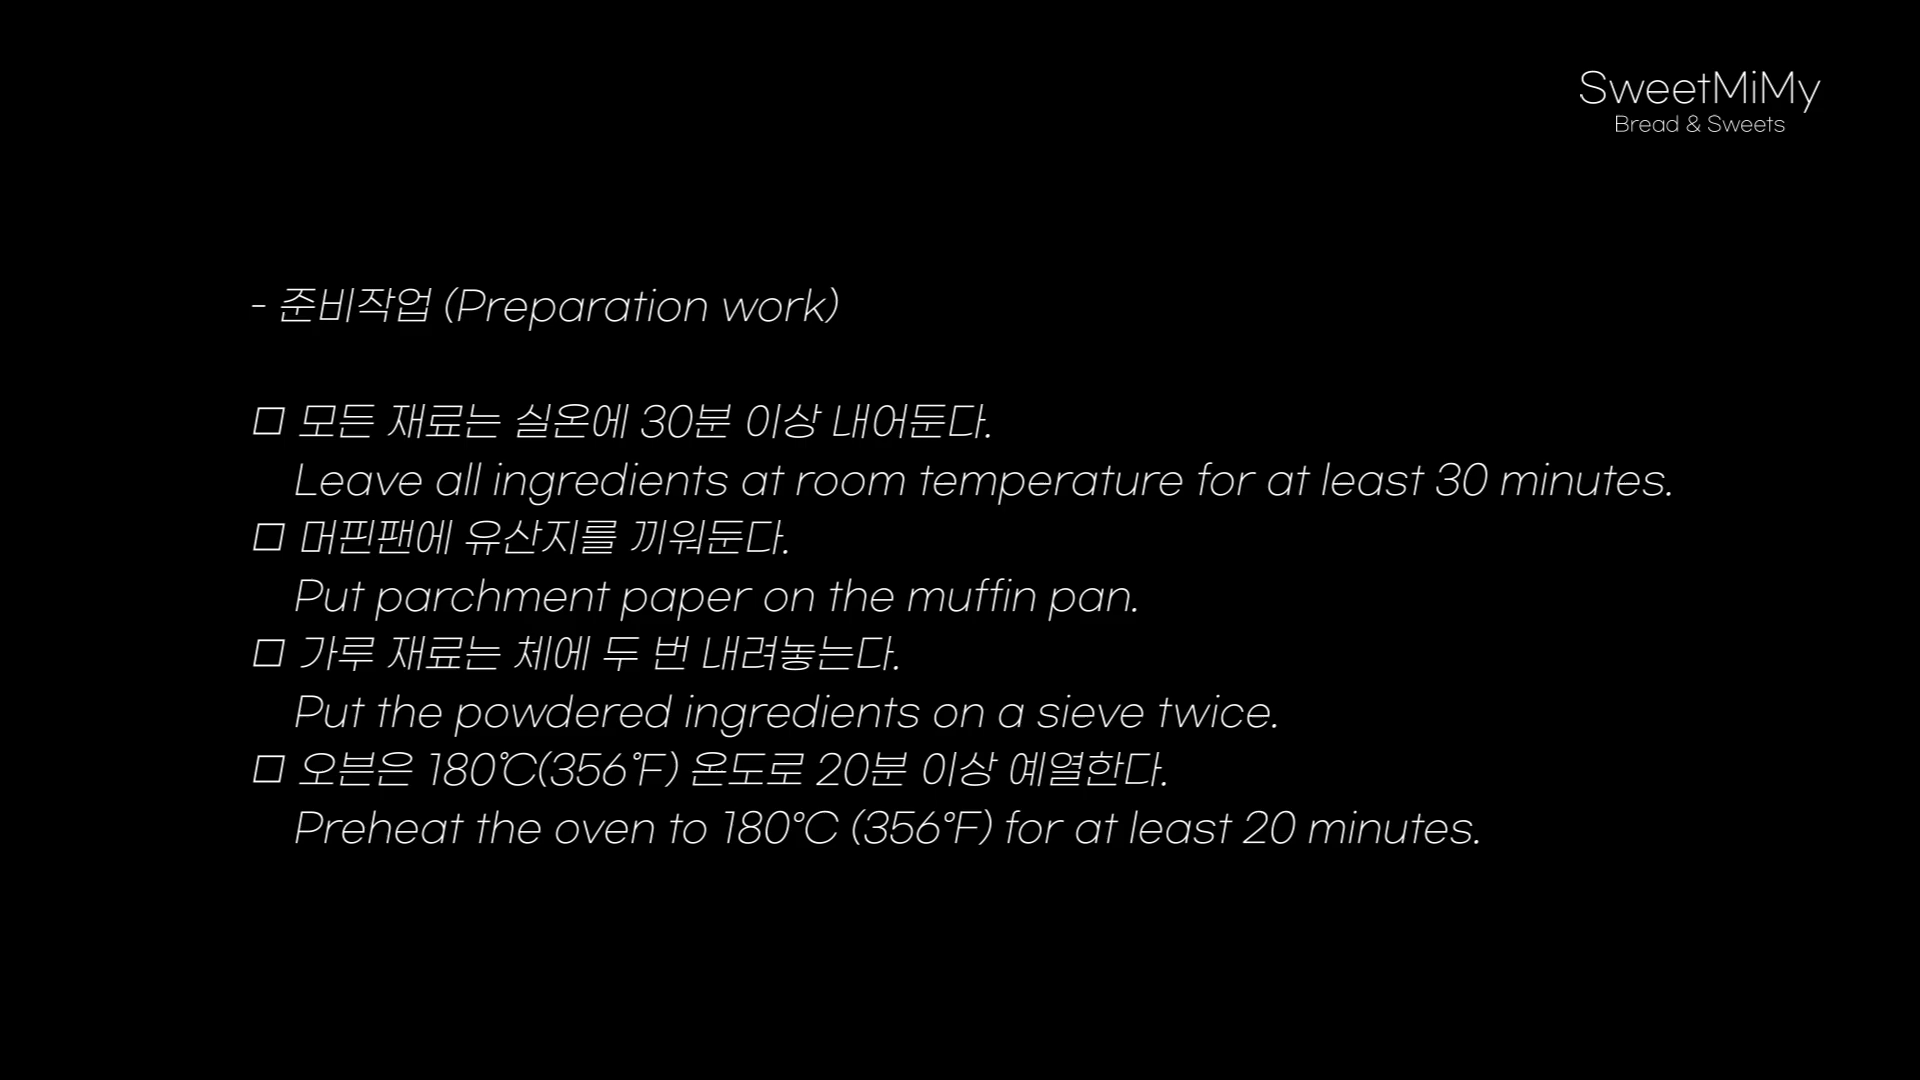 SweetMiMy
Bread & Sweets
- 준비작업 (Preparation work)
□ 모든 재료는 실온에 30분 이상 내어둔다.
Leave all ingredients at room temperature for at least 30 minutes.
□ 머핀팬에 유산지를 끼워둔다.
Put parchment paper on the muffin pan.
□ 가루 재료는 체에 두 번 내려놓는다.
Put the powdered ingredients on a sieve twice.
□ 오븐은 180℃(356℉) 온도로 20분 이상 예열한다.
Preheat the oven to 180°C (356°F) for at least 20 minutes.